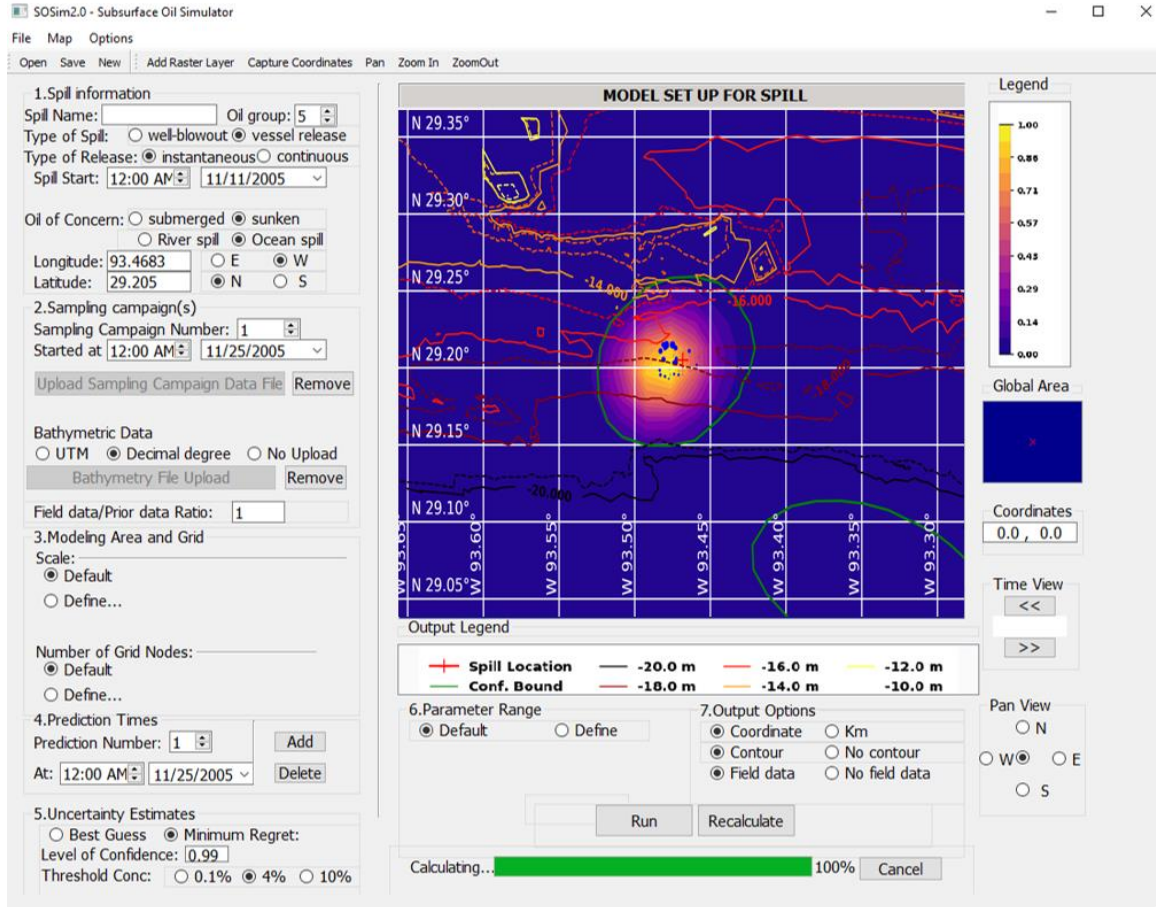 SOSim2.0 - Subsurface Oil Simulator
File Map Options
Open Save New Add Raster Layer Capture Coordinates Pan Zoom In ZoomOut
1.Spill information
Spill Name: Oil group: 5
Type of Spill: well-blowout vessel release
Type of Release: instantaneous continuous
Spill Start: 12:00 AM 11/11/2005
Oil of Concern: submerged sunken
River spill Ocean spill
Longitude: 93.4683 E W
Latitude: 29.205 N S
2.Sampling campaign(s)
Sampling Campaign Number: 1
Started at 12:00 AM 11/25/2005
Upload Sampling Campaign Data File Remove
Bathymetric Data
UTM Decimal degree No Upload
Bathymetry File Upload Remove
Field data/Prior data Ratio: 1
3.Modeling Area and Grid
Scale:
Default
Define...
Number of Grid Nodes:
Default
Define...
4.Prediction Times
Prediction Number: 1 Add
At: 12:00 AM 11/25/2005 Delete
5.Uncertainty Estimates
Best Guess Minimum Regret:
Level of Confidence: 0.99
Threshold Conc: 0.1% 4% 10%
MODEL SET UP FOR SPILL
N 29.35°
N 29.30°
N 29.25°
N 29.20°
N 29.15°
N 29.10°
N 29.05°
-14.000
-16.000
-18.000
-20.000
W 93.65°
W 93.60°
W 93.55°
W 93.50°
W 93.45°
W 93.40°
W 93.35°
W 93.30°
Output Legend
Spill Location -20.0 m -16.0 m -12.0 m
Conf. Bound -18.0 m -14.0 m -10.0 m
6.Parameter Range
Default Define
7.Output Options
Coordinate Km
Contour No contour
Field data No field data
Run Recalculate
Calculating... 100% Cancel
Legend
1.00
0.86
0.71
0.57
0.43
0.29
0.14
0.00
Global Area
Coordinates
0.0 , 0.0
Time View
<<
>>
Pan View
N
W E
S